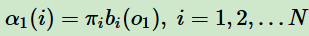 α₁(i) = πᵢbᵢ(o₁), i = 1, 2, … N